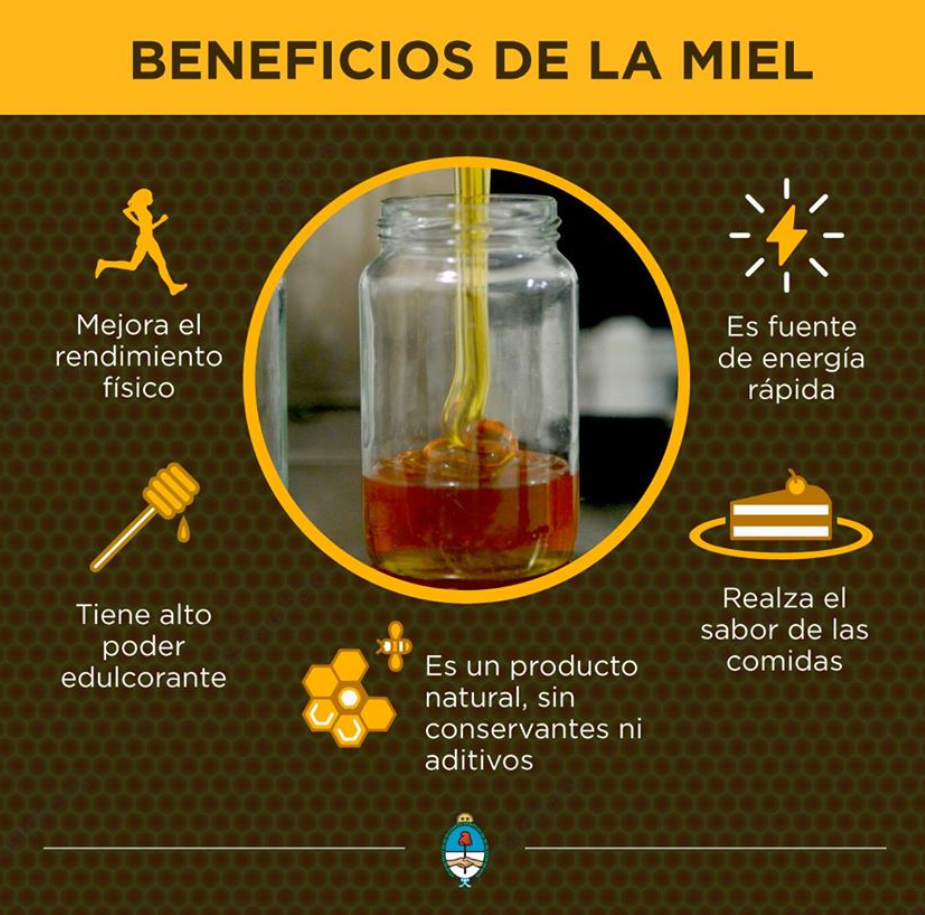 BENEFICIOS DE LA MIEL
Mejora el
rendimiento
físico
Es fuente
de energía
rápida
Tiene alto
poder
edulcorante
Realza el
sabor de las
comidas
Es un producto
natural, sin
conservantes ni
aditivos